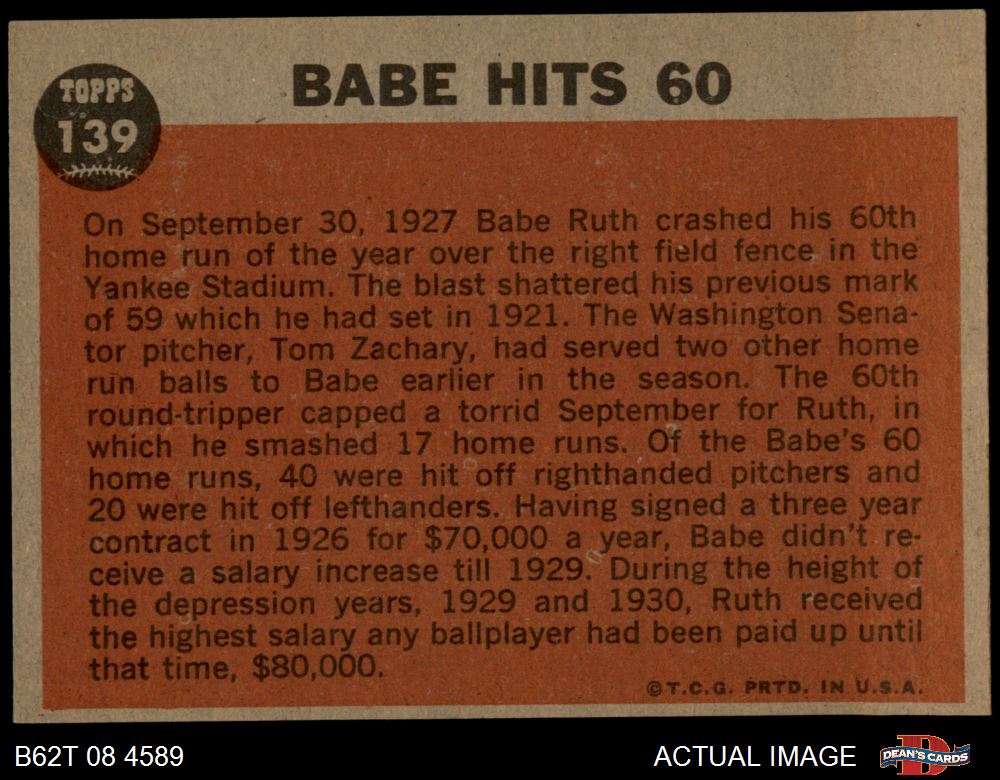 BABE HITS 60
TOPPS
139
On September 30, 1927 Babe Ruth crashed his 60th
home run of the year over the right field fence in the
Yankee Stadium. The blast shattered his previous mark
of 59 which he had set in 1921. The Washington Sena-
tor pitcher, Tom Zachary, had served two other home
run balls to Babe earlier in the season. The 60th
round-tripper capped a torrid September for Ruth, in
which he smashed 17 home runs. Of the Babe's 60
home runs, 40 were hit off righthanded pitchers and
20 were hit off lefthanders. Having signed a three year
contract in 1926 for $70,000 a year, Babe didn't re-
ceive a salary increase till 1929. During the height of
the depression years, 1929 and 1930, Ruth received
the highest salary any ballplayer had been paid up until
that time, $80,000.
©T.C.G. PRTD. IN U.S.A.
B62T 08 4589
ACTUAL IMAGE
DEAN'S CARDS